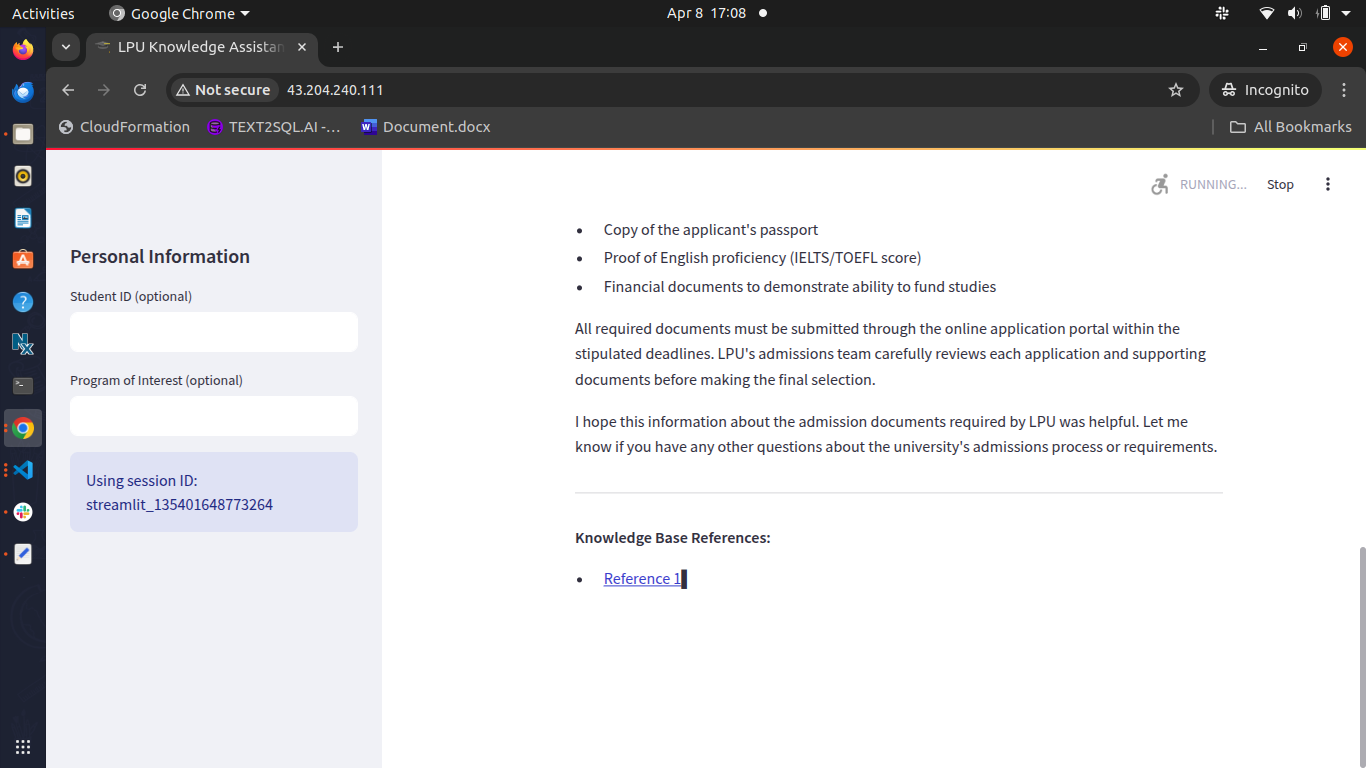 Activities Google Chrome Apr 8 17:08
LPU Knowledge Assistan
Not secure 43.204.240.111 Incognito
CloudFormation TEXT2SQL.AI -... Document.docx All Bookmarks
RUNNING... Stop
Personal Information
Student ID (optional)
Program of Interest (optional)
Using session ID:
streamlit_135401648773264
• Copy of the applicant's passport
• Proof of English proficiency (IELTS/TOEFL score)
• Financial documents to demonstrate ability to fund studies
All required documents must be submitted through the online application portal within the
stipulated deadlines. LPU's admissions team carefully reviews each application and supporting
documents before making the final selection.
I hope this information about the admission documents required by LPU was helpful. Let me
know if you have any other questions about the university's admissions process or requirements.
Knowledge Base References:
• Reference 1